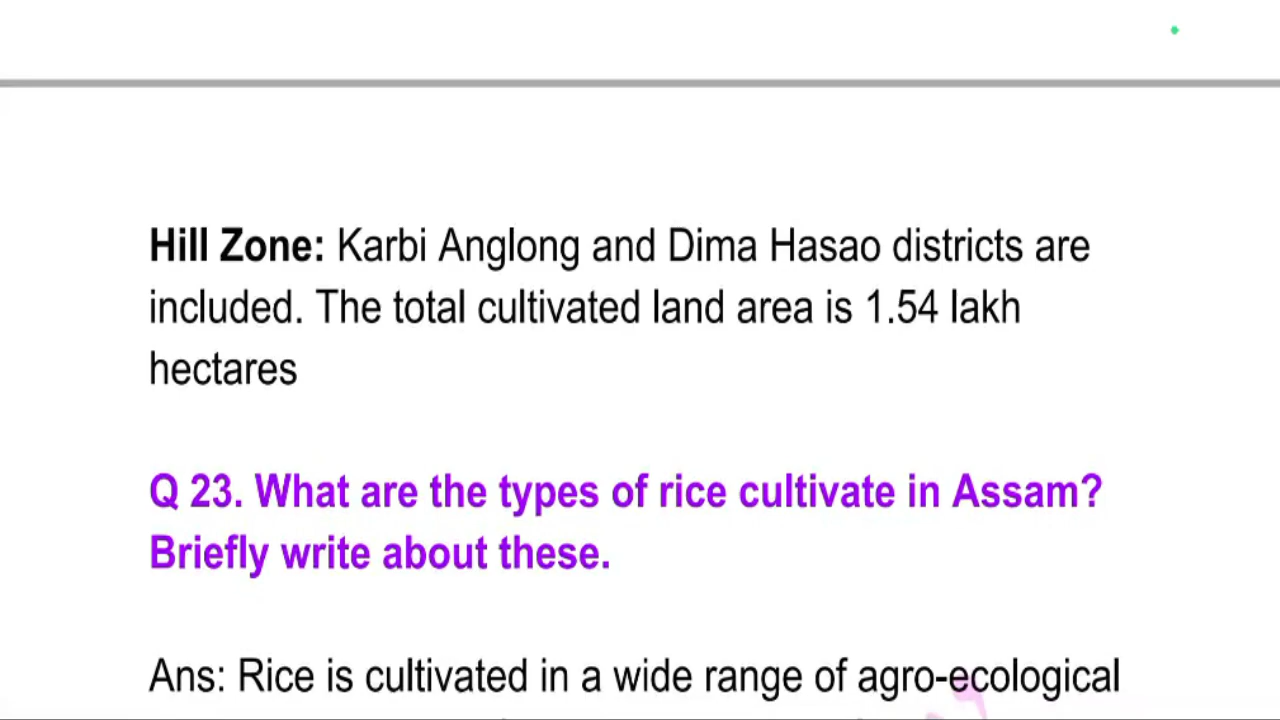 Hill Zone: Karbi Anglong and Dima Hasao districts are
included. The total cultivated land area is 1.54 lakh
hectares
Q 23. What are the types of rice cultivate in Assam?
Briefly write about these.
Ans: Rice is cultivated in a wide range of agro-ecological